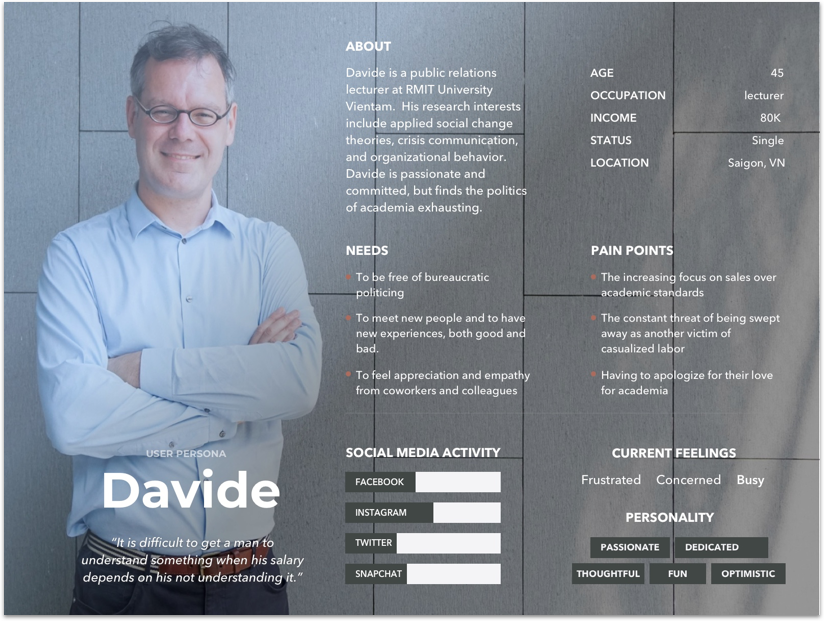 ABOUT
Davide is a public relations
lecturer at RMIT University
Vientam. His research interests
include applied social change
theories, crisis communication,
and organizational behavior.
Davide is passionate and
committed, but finds the politics
of academia exhausting.
AGE 45
OCCUPATION lecturer
INCOME 80K
STATUS Single
LOCATION Saigon, VN
NEEDS
To be free of bureaucratic
politicing
To meet new people and to have
new experiences, both good and
bad.
To feel appreciation and empathy
from coworkers and colleagues
PAIN POINTS
The increasing focus on sales over
academic standards
The constant threat of being swept
away as another victim of
casualized labor
Having to apologize for their love
for academia
USER PERSONA
Davide
“It is difficult to get a man to
understand something when his salary
depends on his not understanding it.”
SOCIAL MEDIA ACTIVITY
FACEBOOK
INSTAGRAM
TWITTER
SNAPCHAT
CURRENT FEELINGS
Frustrated Concerned Busy
PERSONALITY
PASSIONATE DEDICATED
THOUGHTFUL FUN OPTIMISTIC